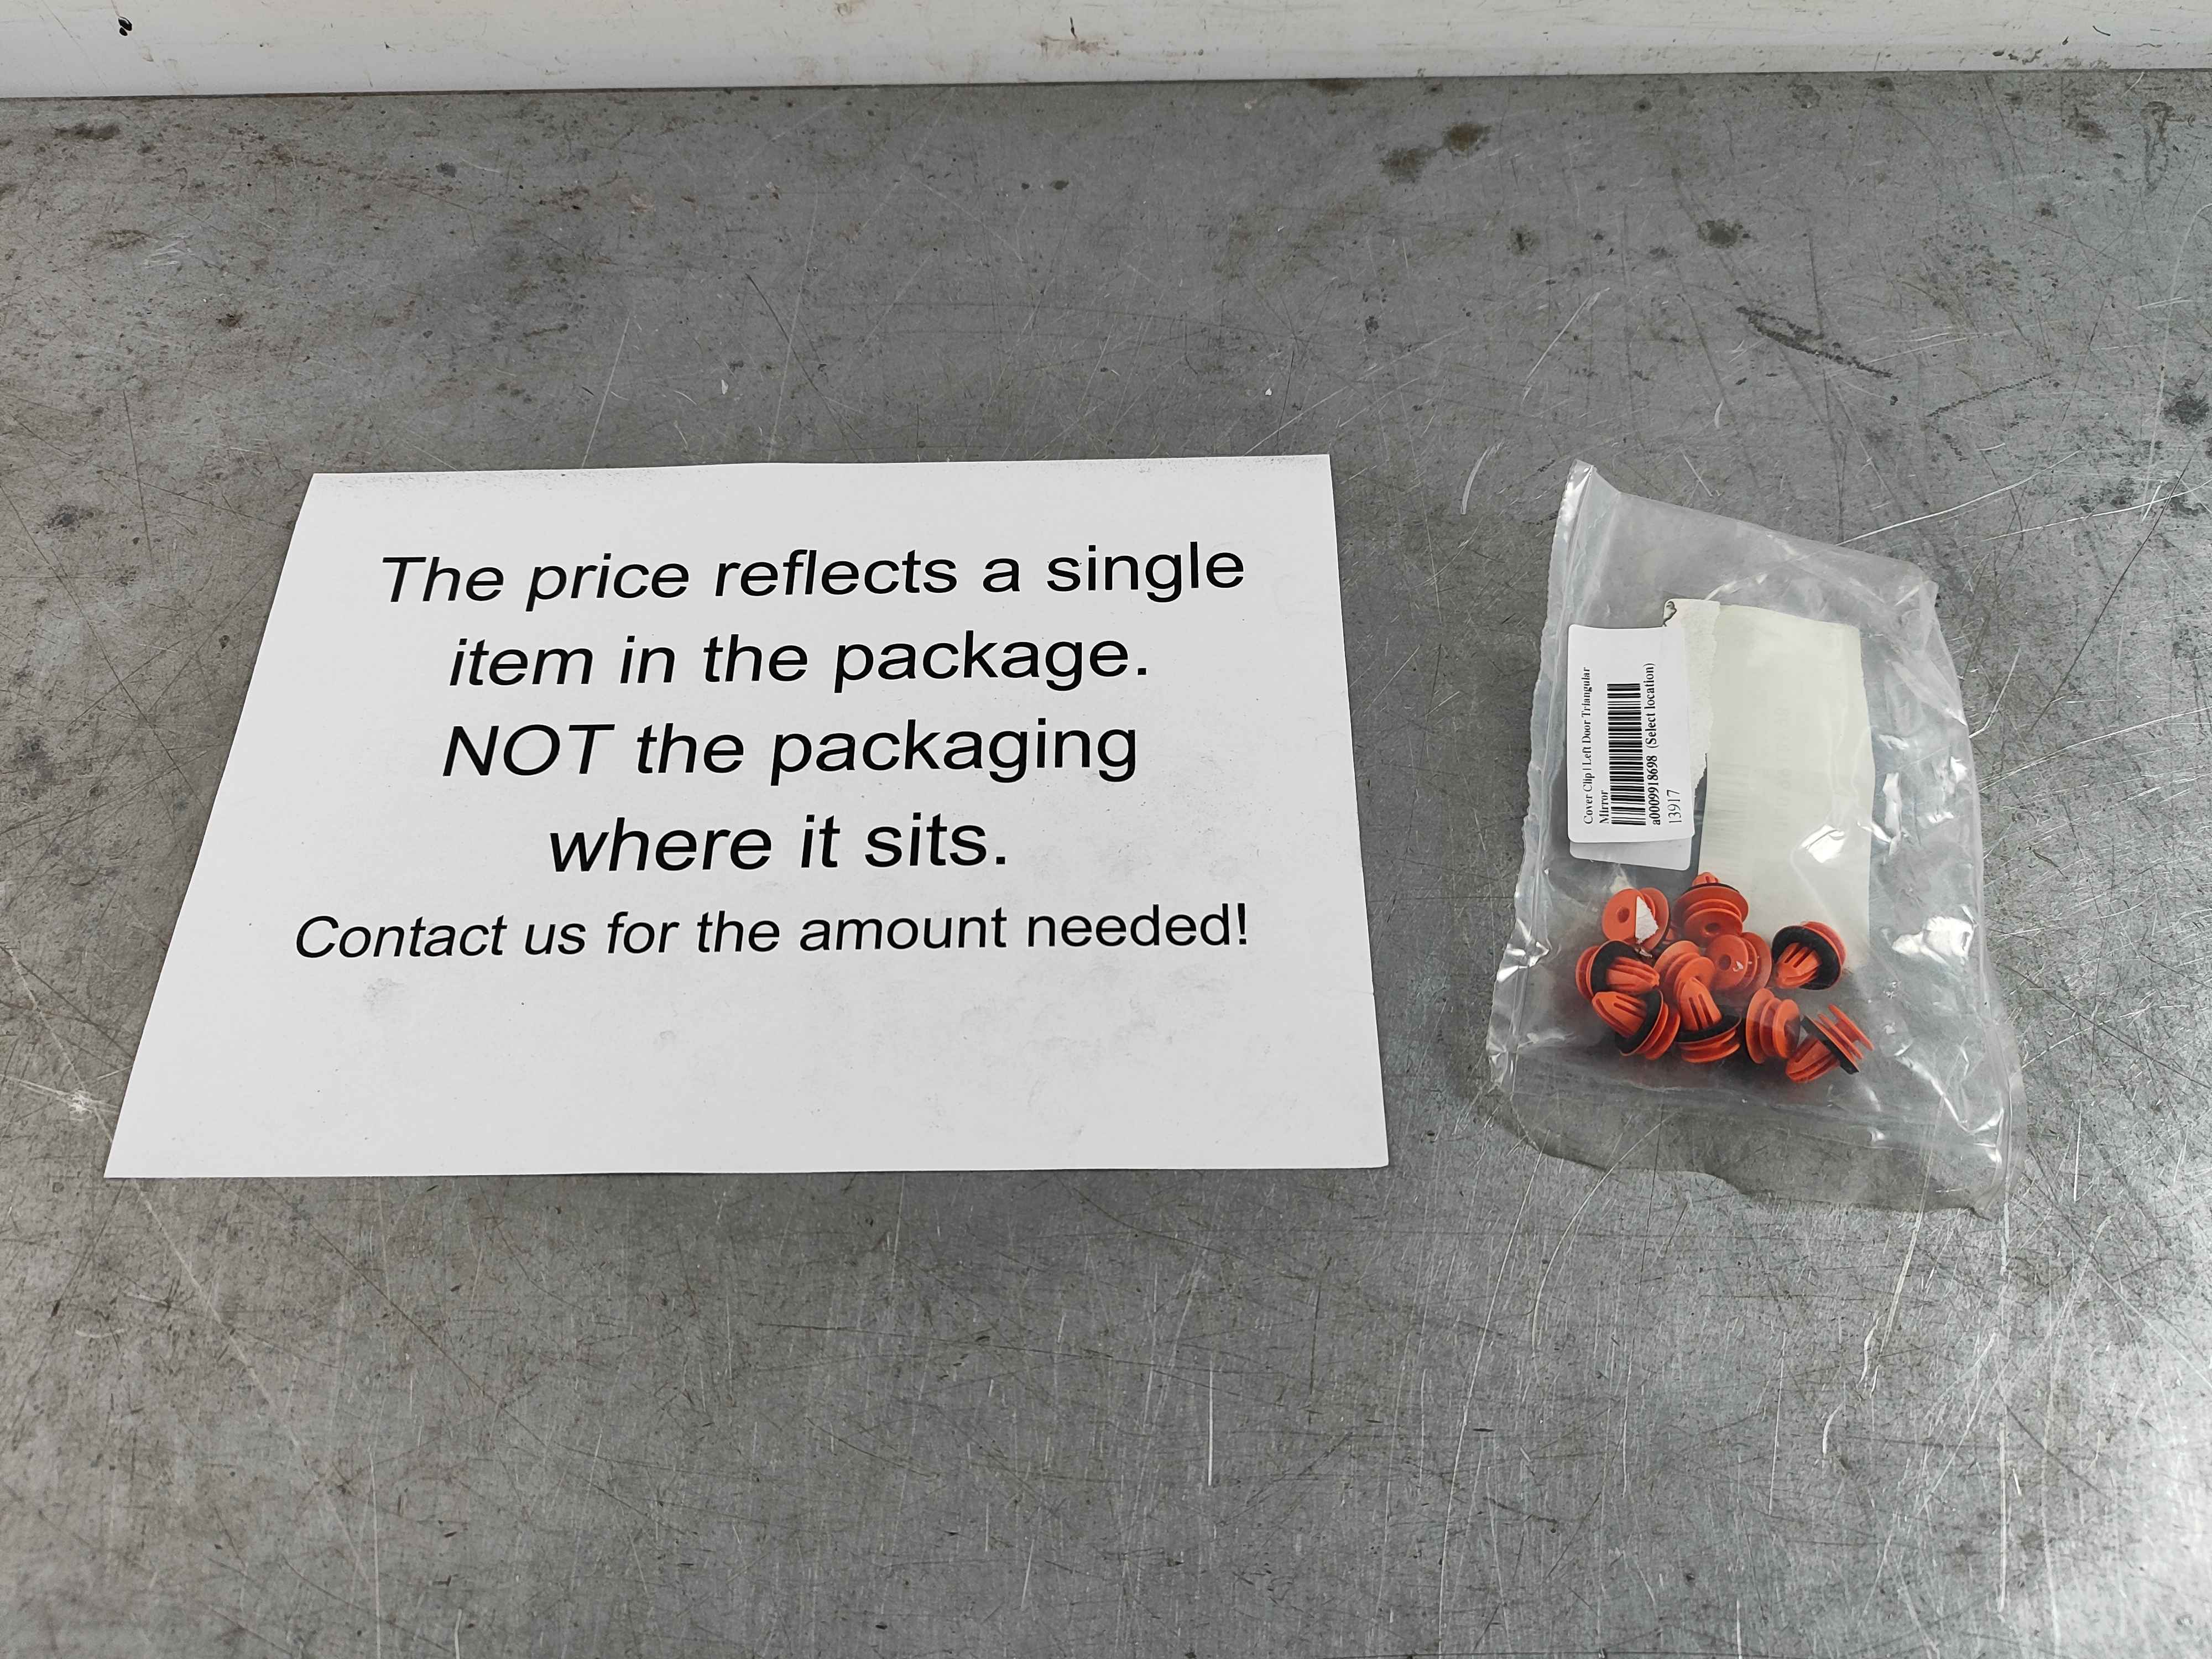 The price reflects a single
item in the package.
NOT the packaging
where it sits.
Contact us for the amount needed!
Cover Clip | Left Door Triangular
Mirror
a0009918698 (Select location)
13917